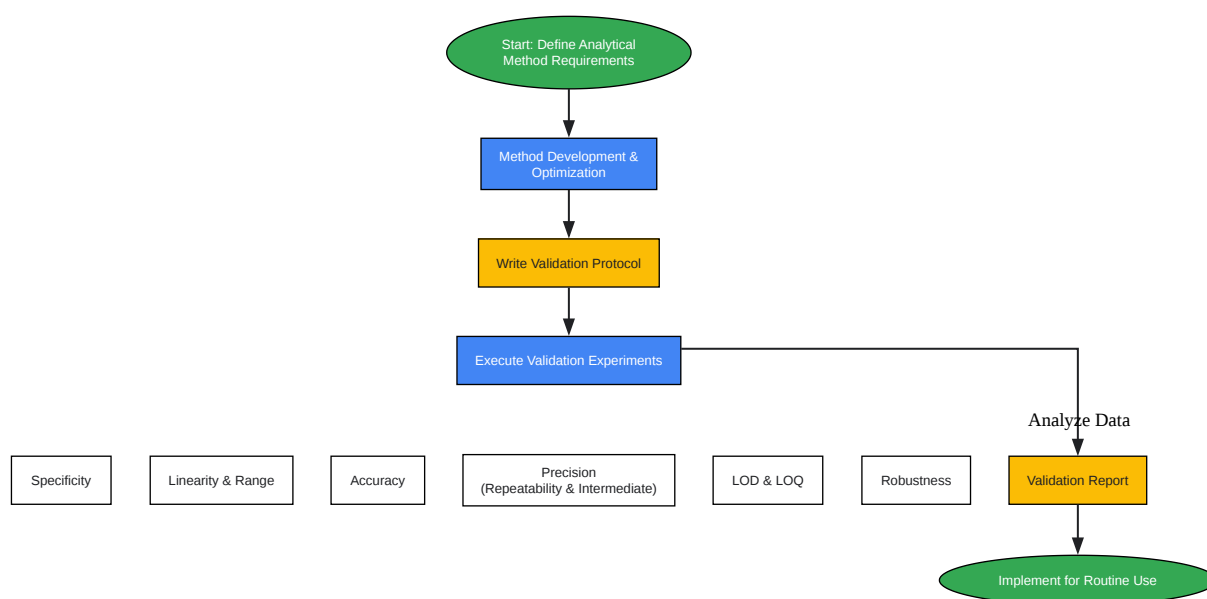 Start: Define Analytical
Method Requirements
Method Development &
Optimization
Write Validation Protocol
Execute Validation Experiments
Analyze Data
Specificity
Linearity & Range
Accuracy
Precision
(Repeatability & Intermediate)
LOD & LOQ
Robustness
Validation Report
Implement for Routine Use